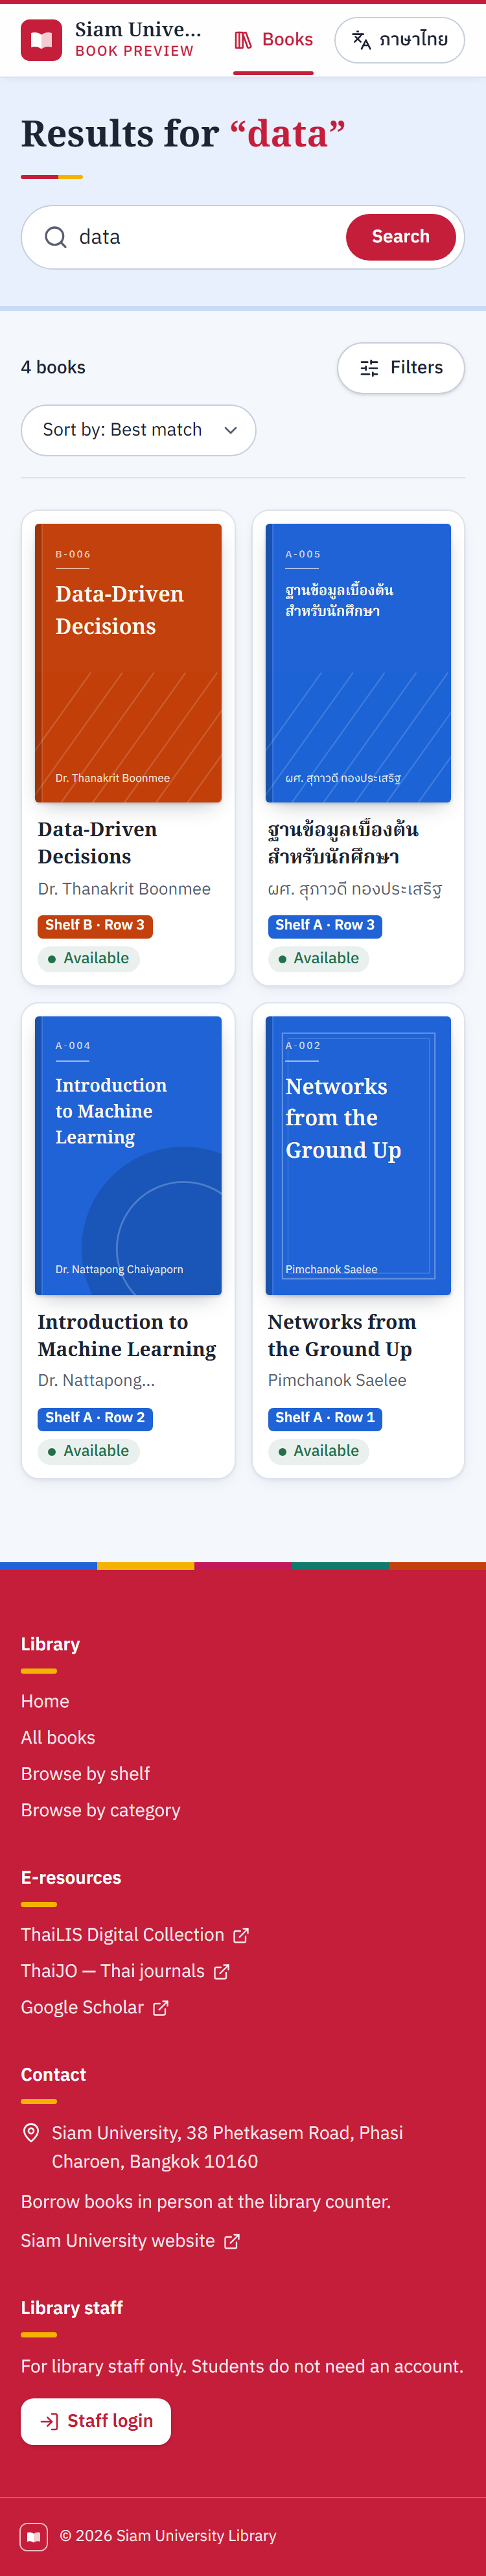 Siam Unive...
BOOK PREVIEW
Books
ภาษาไทย
Results for “data”
data
Search
4 books
Filters
Sort by: Best match
B-006
Data-Driven
Decisions
Dr. Thanakrit Boonmee
Data-Driven
Decisions
Dr. Thanakrit Boonmee
Shelf B · Row 3
Available
A-005
ฐานข้อมูลเบื้องต้น
สำหรับนักศึกษา
ผศ. สุภาวดี ทองประเสริฐ
ฐานข้อมูลเบื้องต้น
สำหรับนักศึกษา
ผศ. สุภาวดี ทองประเสริฐ
Shelf A · Row 3
Available
A-004
Introduction
to Machine
Learning
Dr. Nattapong Chaiyaporn
Introduction to
Machine Learning
Dr. Nattapong...
Shelf A · Row 2
Available
A-002
Networks
from the
Ground Up
Pimchanok Saelee
Networks from
the Ground Up
Pimchanok Saelee
Shelf A · Row 1
Available
Library
Home
All books
Browse by shelf
Browse by category
E-resources
ThaiLIS Digital Collection
ThaiJO — Thai journals
Google Scholar
Contact
Siam University, 38 Phetkasem Road, Phasi
Charoen, Bangkok 10160
Borrow books in person at the library counter.
Siam University website
Library staff
For library staff only. Students do not need an account.
Staff login
© 2026 Siam University Library